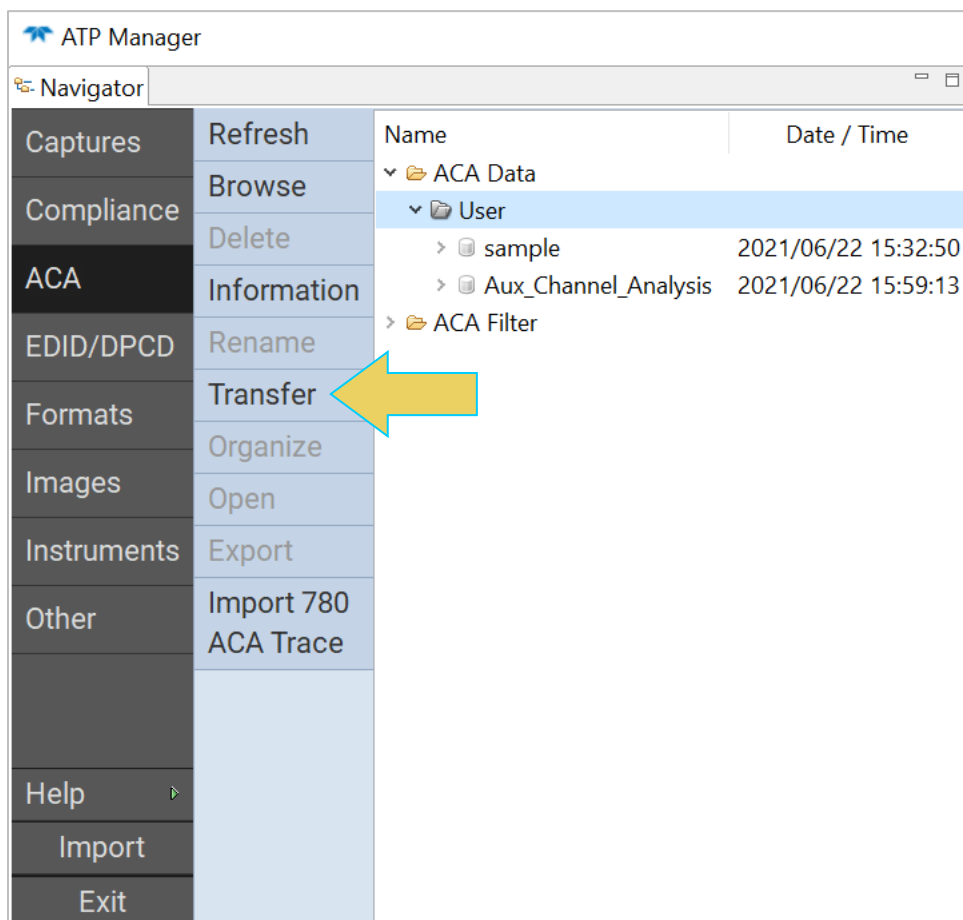 ATP Manager
Navigator
Captures
Compliance
ACA
EDID/DPCD
Formats
Images
Instruments
Other
Help
Import
Exit
Refresh
Browse
Delete
Information
Rename
Transfer
Organize
Open
Export
Import 780
ACA Trace
Name Date / Time
ACA Data
User
sample 2021/06/22 15:32:50
Aux_Channel_Analysis 2021/06/22 15:59:13
ACA Filter